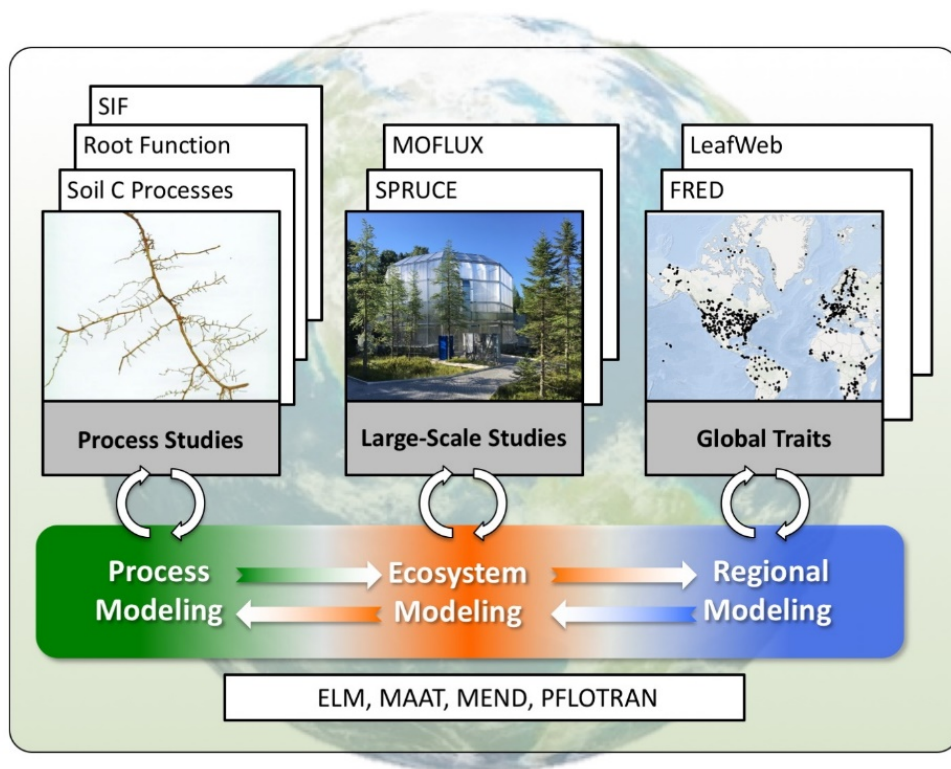 SIF
Root Function
Soil C Processes
MOFLUX
SPRUCE
LeafWeb
FRED
Process Studies
Large-Scale Studies
Global Traits
Process
Modeling
Ecosystem
Modeling
Regional
Modeling
ELM, MAAT, MEND, PFLOTRAN